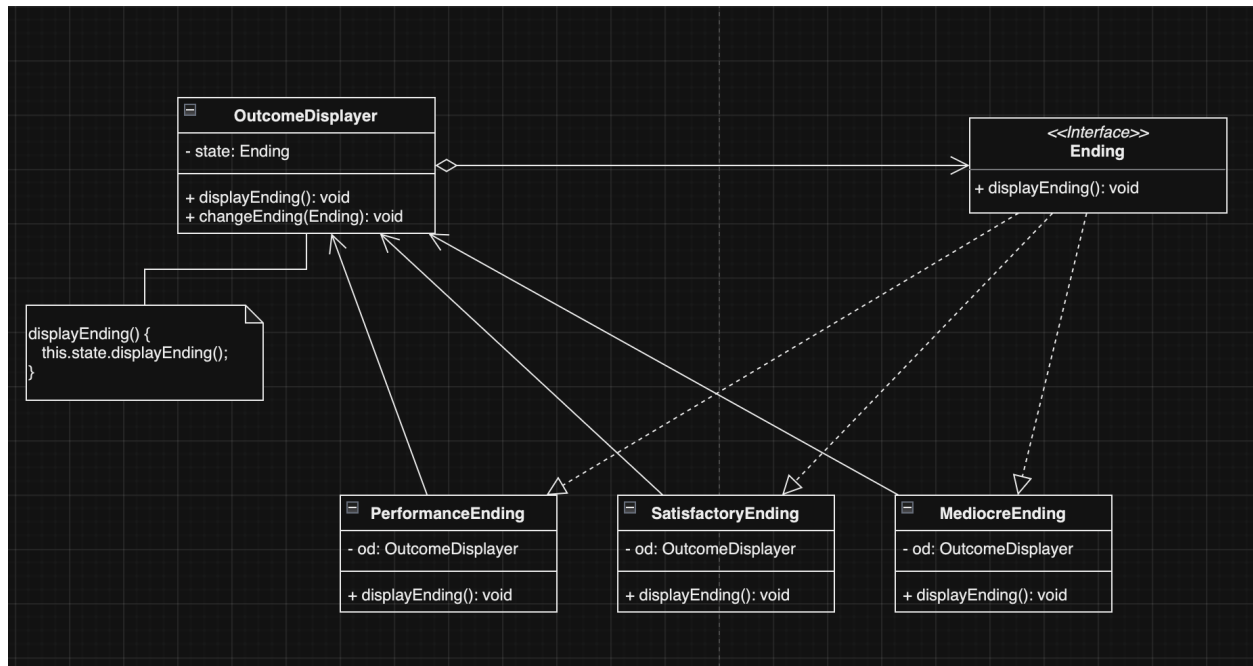 OutcomeDisplayer
- state: Ending
+ displayEnding(): void
+ changeEnding(Ending): void
<<Interface>>
Ending
+ displayEnding(): void
displayEnding() {
this.state.displayEnding();
}
PerformanceEnding
- od: OutcomeDisplayer
+ displayEnding(): void
SatisfactoryEnding
- od: OutcomeDisplayer
+ displayEnding(): void
MediocreEnding
- od: OutcomeDisplayer
+ displayEnding(): void